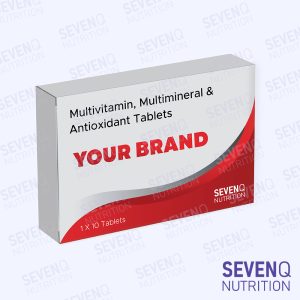 Multivitamin, Multimineral &
Antioxidant Tablets
YOUR BRAND
1 X 10 Tablets
SEVENQ
NUTRITION
SEVENQ
NUTRITION